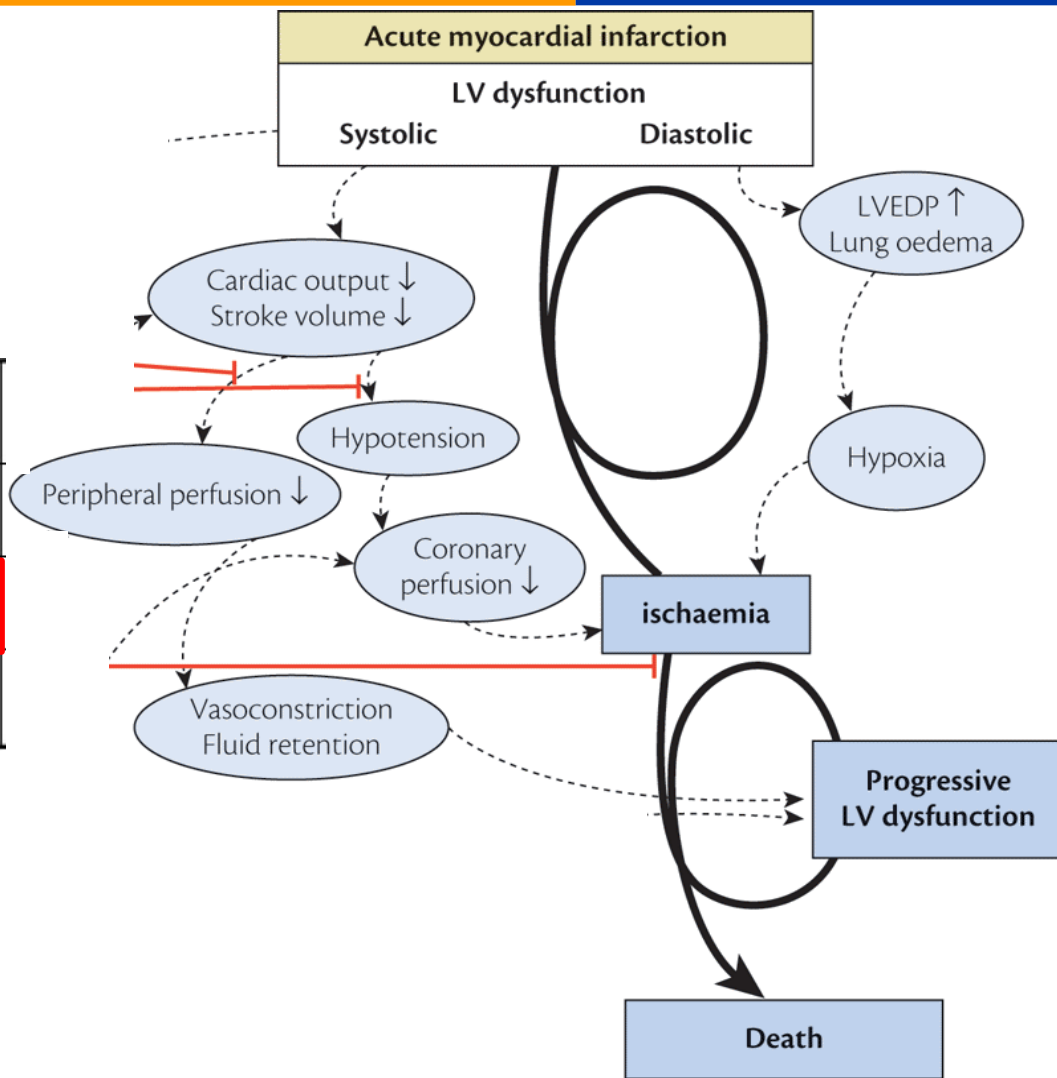 Acute myocardial infarction
LV dysfunction
Systolic Diastolic
LVEDP ↑
Lung oedema
Cardiac output ↓
Stroke volume ↓
Hypotension
Hypoxia
Peripheral perfusion ↓
Coronary
perfusion ↓
ischaemia
Vasoconstriction
Fluid retention
Progressive
LV dysfunction
Death